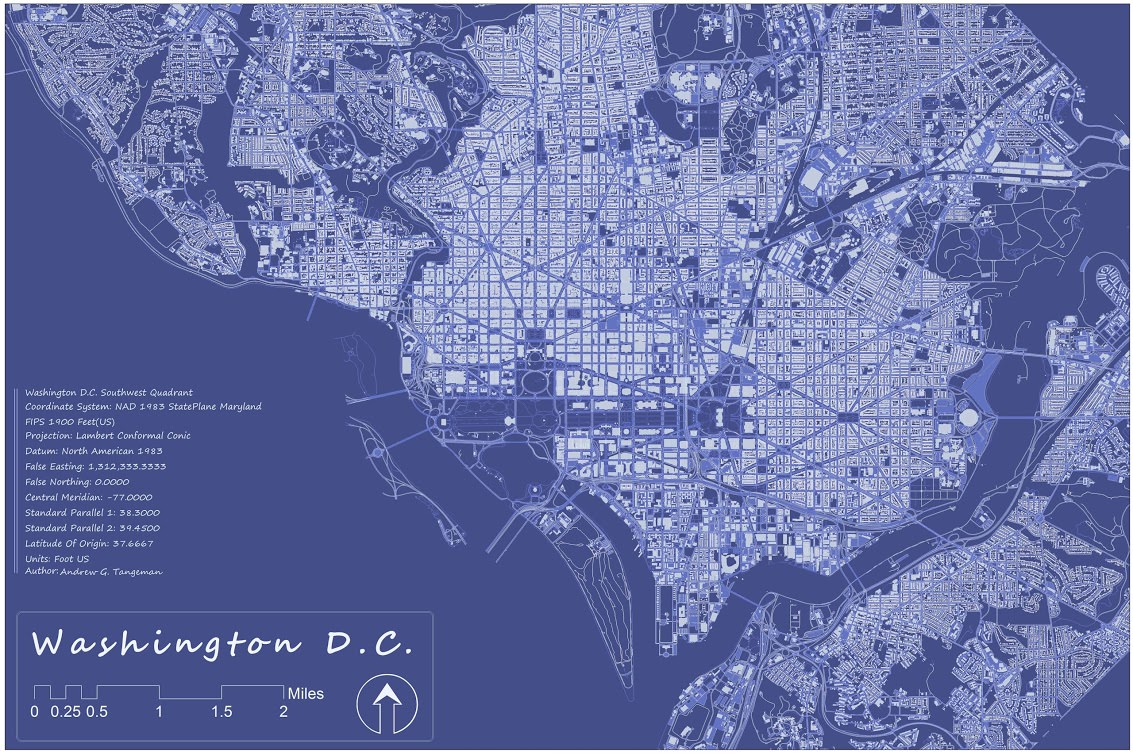 Washington D.C. Southwest Quadrant
Coordinate System: NAD 1983 StatePlane Maryland
FIPS 1900 Feet(US)
Projection: Lambert Conformal Conic
Datum: North American 1983
False Easting: 1,312,333.3333
False Northing: 0.0000
Central Meridian: -77.0000
Standard Parallel 1: 38.3000
Standard Parallel 2: 39.4500
Latitude Of Origin: 37.6667
Units: Foot US
Author: Andrew G. Tangeman
Washington D.C.
Miles
0 0.25 0.5 1 1.5 2